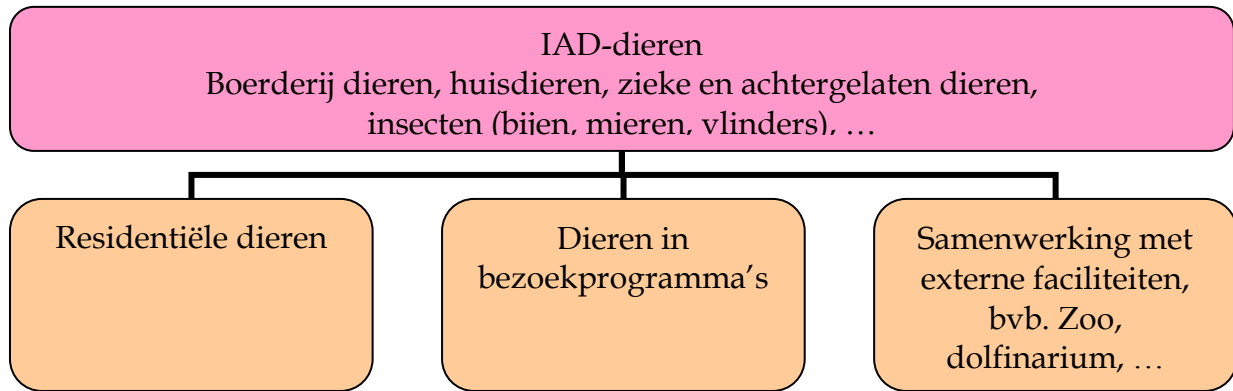 IAD-dieren
Boerderij dieren, huisdieren, zieke en achtergelaten dieren,
insecten (bijen, mieren, vlinders), …
Residentiële dieren
Dieren in
bezoekprogramma’s
Samenwerking met
externe faciliteiten,
bvb. Zoo,
dolfinarium, …